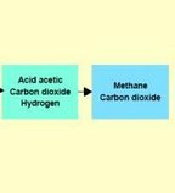 Acid acetic
Carbon dioxide
Hydrogen
Methane
Carbon dioxide